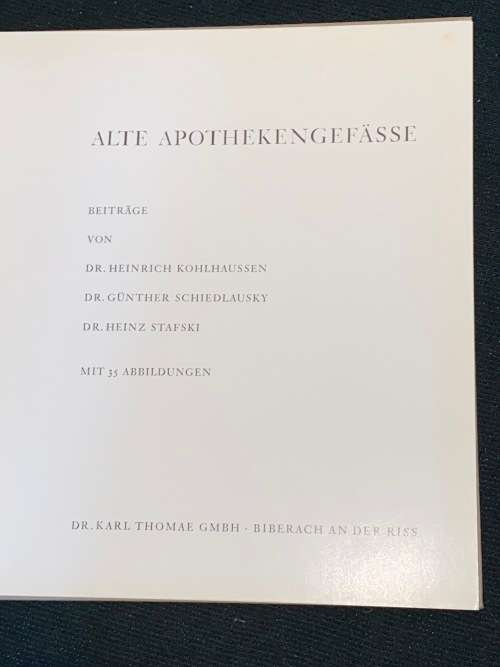 ALTE APOTHEKENGEFÄSSE
BEITRÄGE
VON
DR. HEINRICH KOHLHAUSSEN
DR. GÜNTHER SCHIEDLAUSKY
DR. HEINZ STAFSKI
MIT 35 ABBILDUNGEN
DR. KARL THOMAE GMBH · BIBERACH AN DER RISS